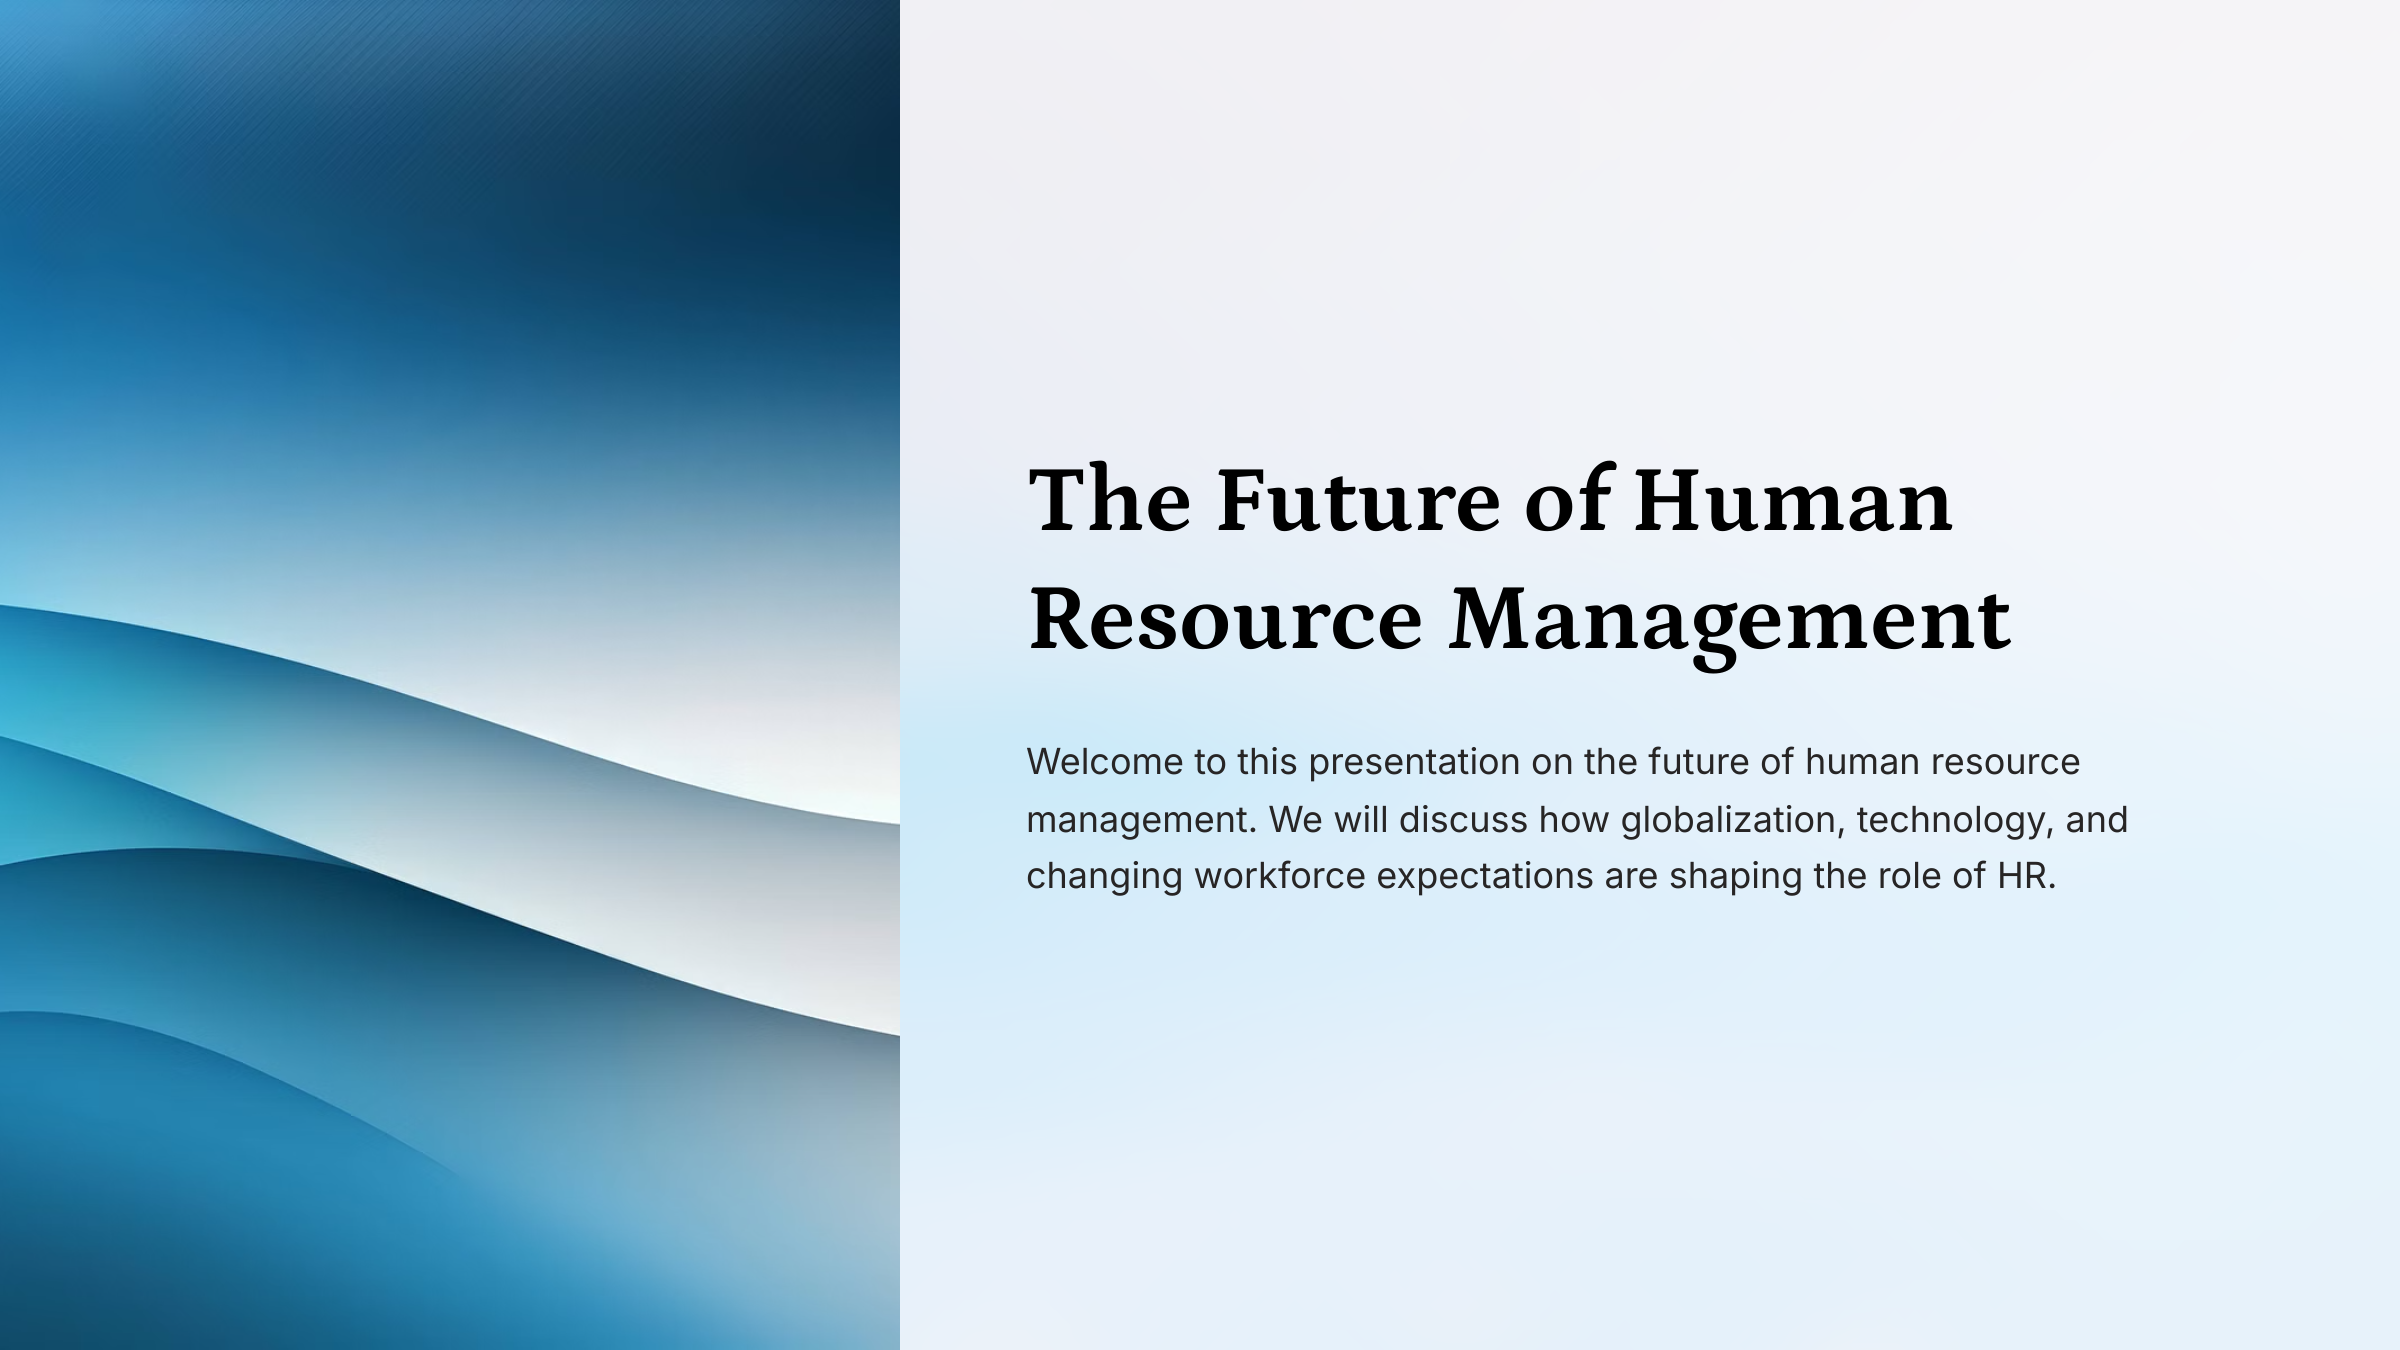 The Future of Human
Resource Management
Welcome to this presentation on the future of human resource
management. We will discuss how globalization, technology, and
changing workforce expectations are shaping the role of HR.